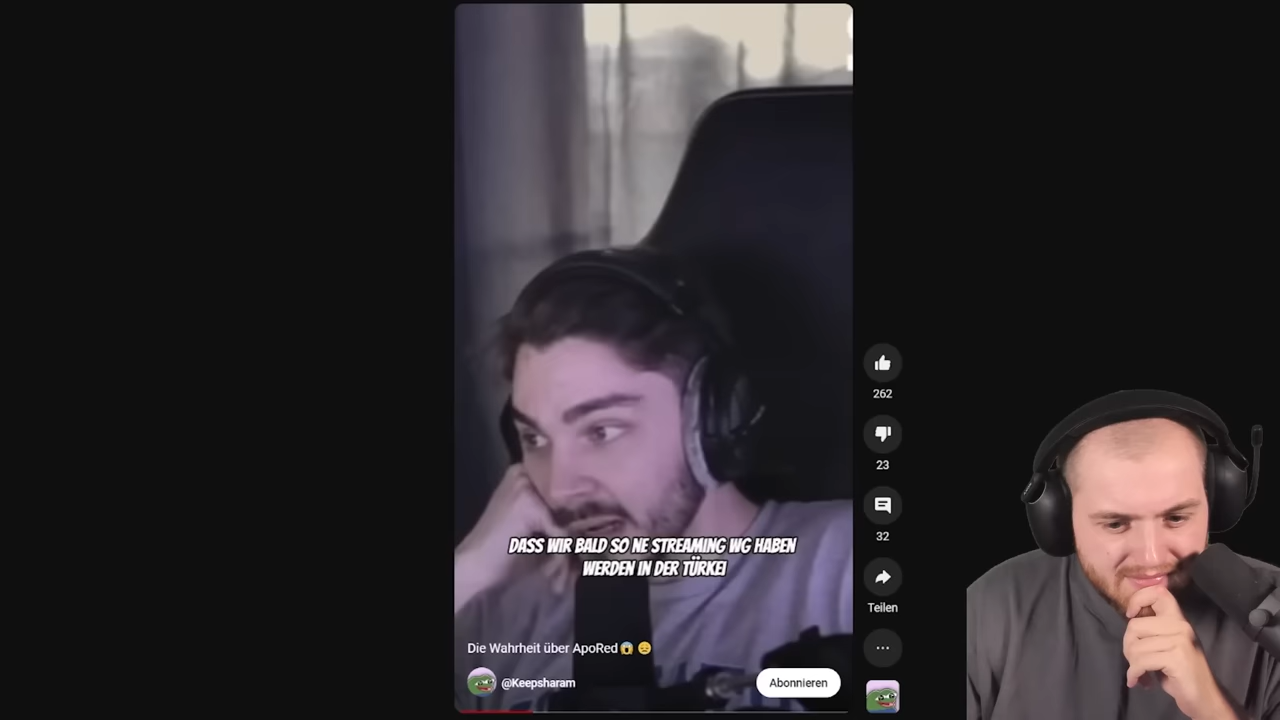 DASS WIR BALD SO NE STREAMING WG HABEN
WERDEN IN DER TÜRKEI
Die Wahrheit über ApoRed😱😔
@Keepsharam
Abonnieren
262
23
32
Teilen